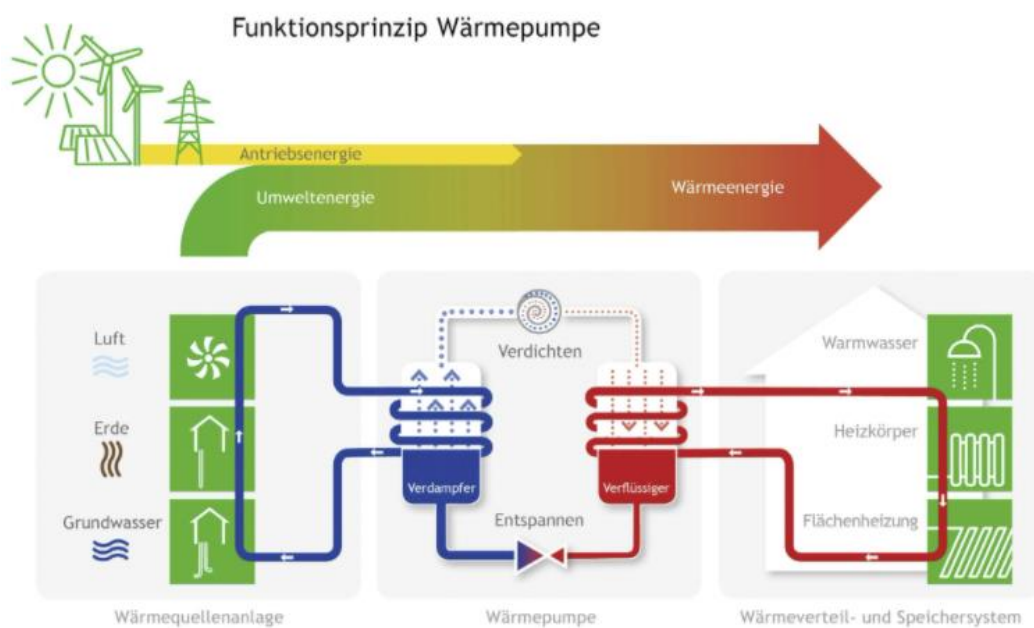 Funktionsprinzip Wärmepumpe
Antriebsenergie
Umweltenergie
Wärmeenergie
Luft
Erde
Grundwasser
Wärmequellenanlage
Verdichten
Verdampfer
Verflüssiger
Entspannen
Wärmepumpe
Warmwasser
Heizkörper
Flächenheizung
Wärmeverteil- und Speichersystem